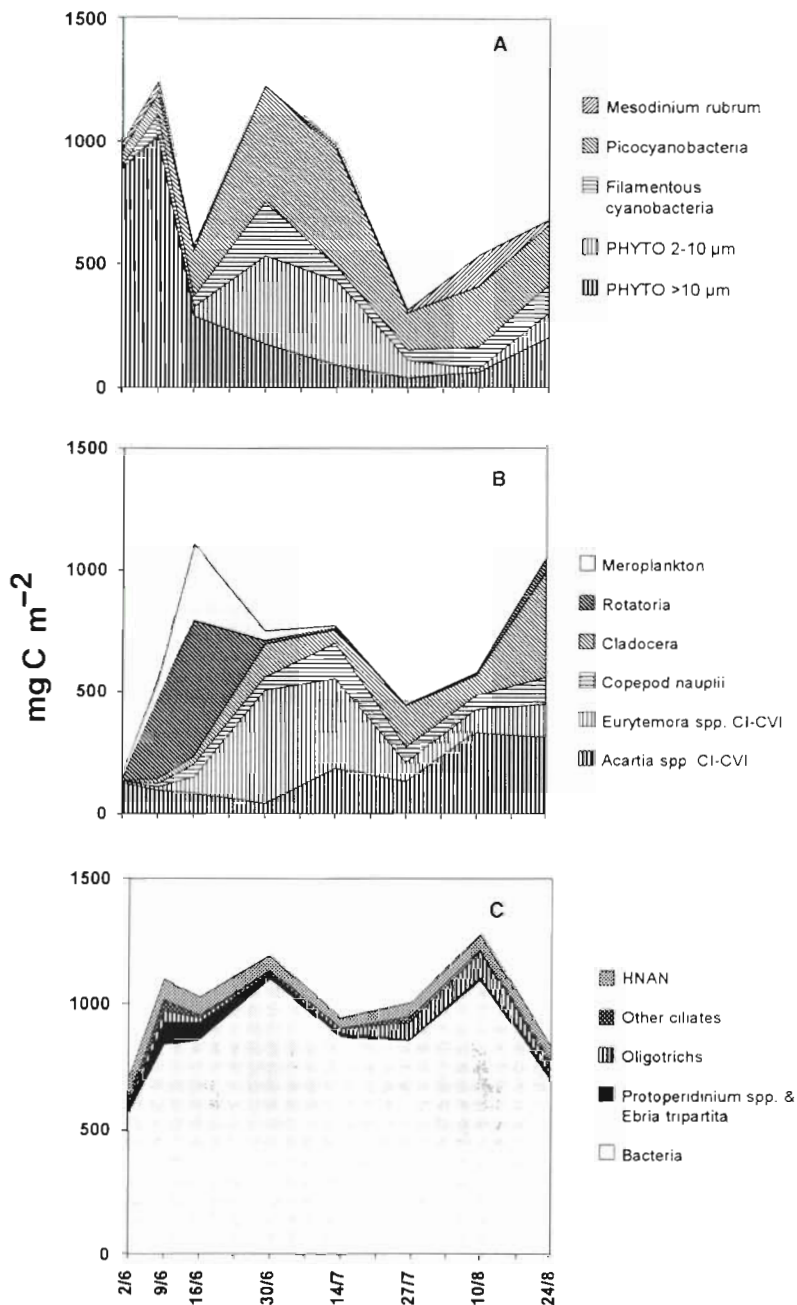 1500
A
1000
500
0
Mesodinium rubrum
Picocyanobacteria
Filamentous
cyanobacteria
PHYTO 2-10 µm
PHYTO >10 µm
1500
B
1000
500
0
Meroplankton
Rotatoria
Cladocera
Copepod nauplii
Eurytemora spp. CI-CVI
Acartia spp CI-CVI
mg C m−2
1500
C
1000
500
0
HNAN
Other ciliates
Oligotrichs
Protoperidinium spp. &
Ebria tripartita
Bacteria
2/6
9/6
16/6
30/6
14/7
27/7
10/8
24/8